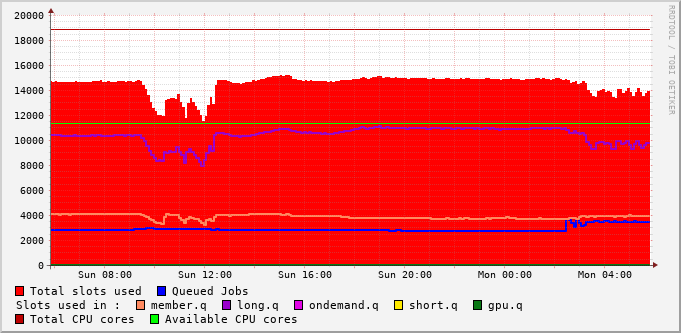 20000
18000
16000
14000
12000
10000
8000
6000
4000
2000
0
Sun 08:00 Sun 12:00 Sun 16:00 Sun 20:00 Mon 00:00 Mon 04:00
Total slots used Queued Jobs
Slots used in : member.q long.q ondemand.q short.q gpu.q
Total CPU cores Available CPU cores
RRDTOOL / TOBI OETIKER